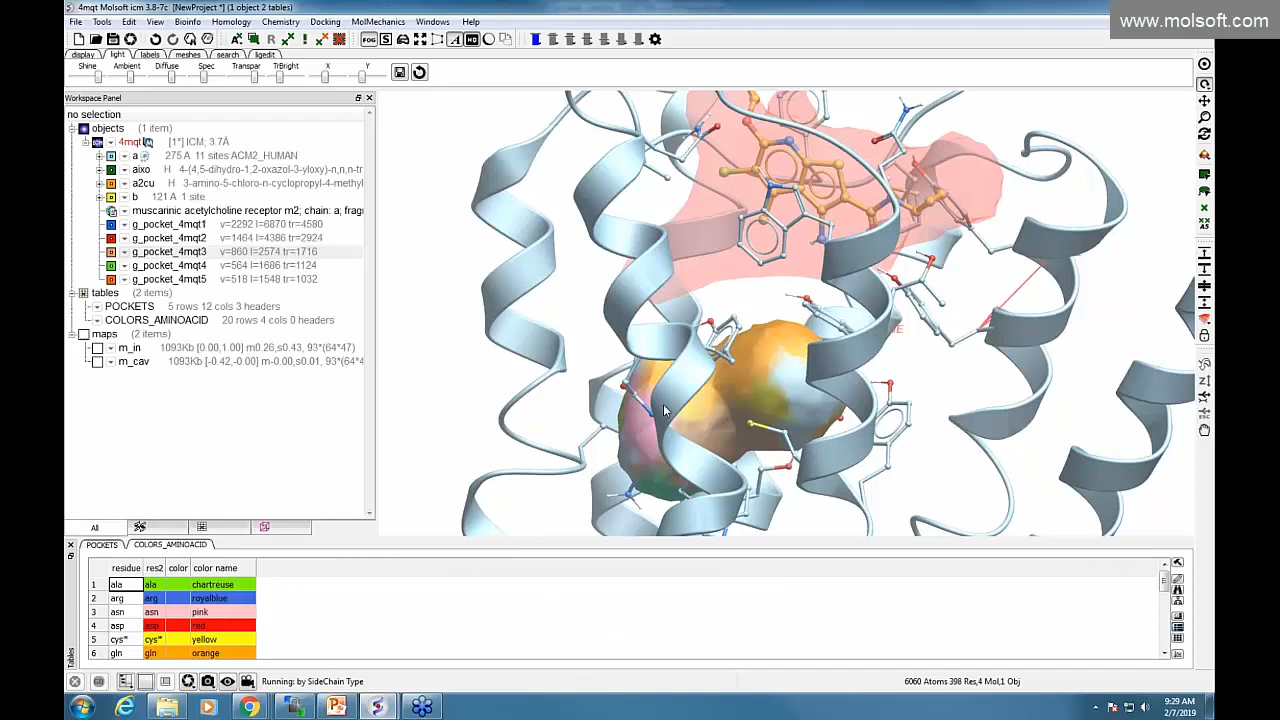 4mqt Molsoft icm 3.8-7c [NewProject *] (1 object 2 tables)
www.molsoft.com
File Tools Edit View Bioinfo Homology Chemistry Docking MolMechanics Windows Help
FOG S A HD
display light labels meshes search ligedit
Shine Ambient Diffuse Spec Transpar TrBright X Y
Workspace Panel
no selection
objects (1 item)
4mqt [1*] ICM; 3.7Å
a 275 A 11 sites ACM2_HUMAN
aixo H 4-(4,5-dihydro-1,2-oxazol-3-yloxy)-n,n,n-tr
a2cu H 3-amino-5-chloro-n-cyclopropyl-4-methyl
b 121 A 1 site
muscarinic acetylcholine receptor m2; chain: a; frag
g_pocket_4mqt1 v=2292 l=6870 tr=4580
g_pocket_4mqt2 v=1464 l=4386 tr=2924
g_pocket_4mqt3 v=860 l=2574 tr=1716
g_pocket_4mqt4 v=564 l=1686 tr=1124
g_pocket_4mqt5 v=518 l=1548 tr=1032
tables (2 items)
POCKETS 5 rows 12 cols 3 headers
COLORS_AMINOACID 20 rows 4 cols 0 headers
maps (2 items)
m_in 1093Kb [0.00,1.00] m0.26,s0.43, 93*(64*47)
m_cav 1093Kb [-0.42,-0.00] m-0.00,s0.01, 93*(64*4
All
POCKETS COLORS_AMINOACID
Tables
residue res2 color color name
1 ala ala chartreuse
2 arg arg royalblue
3 asn asn pink
4 asp asp red
5 cys* cys* yellow
6 gln gln orange
Running: by SideChain Type
6060 Atoms 398 Res,4 Mol,1 Obj
9:29 AM
2/7/2019